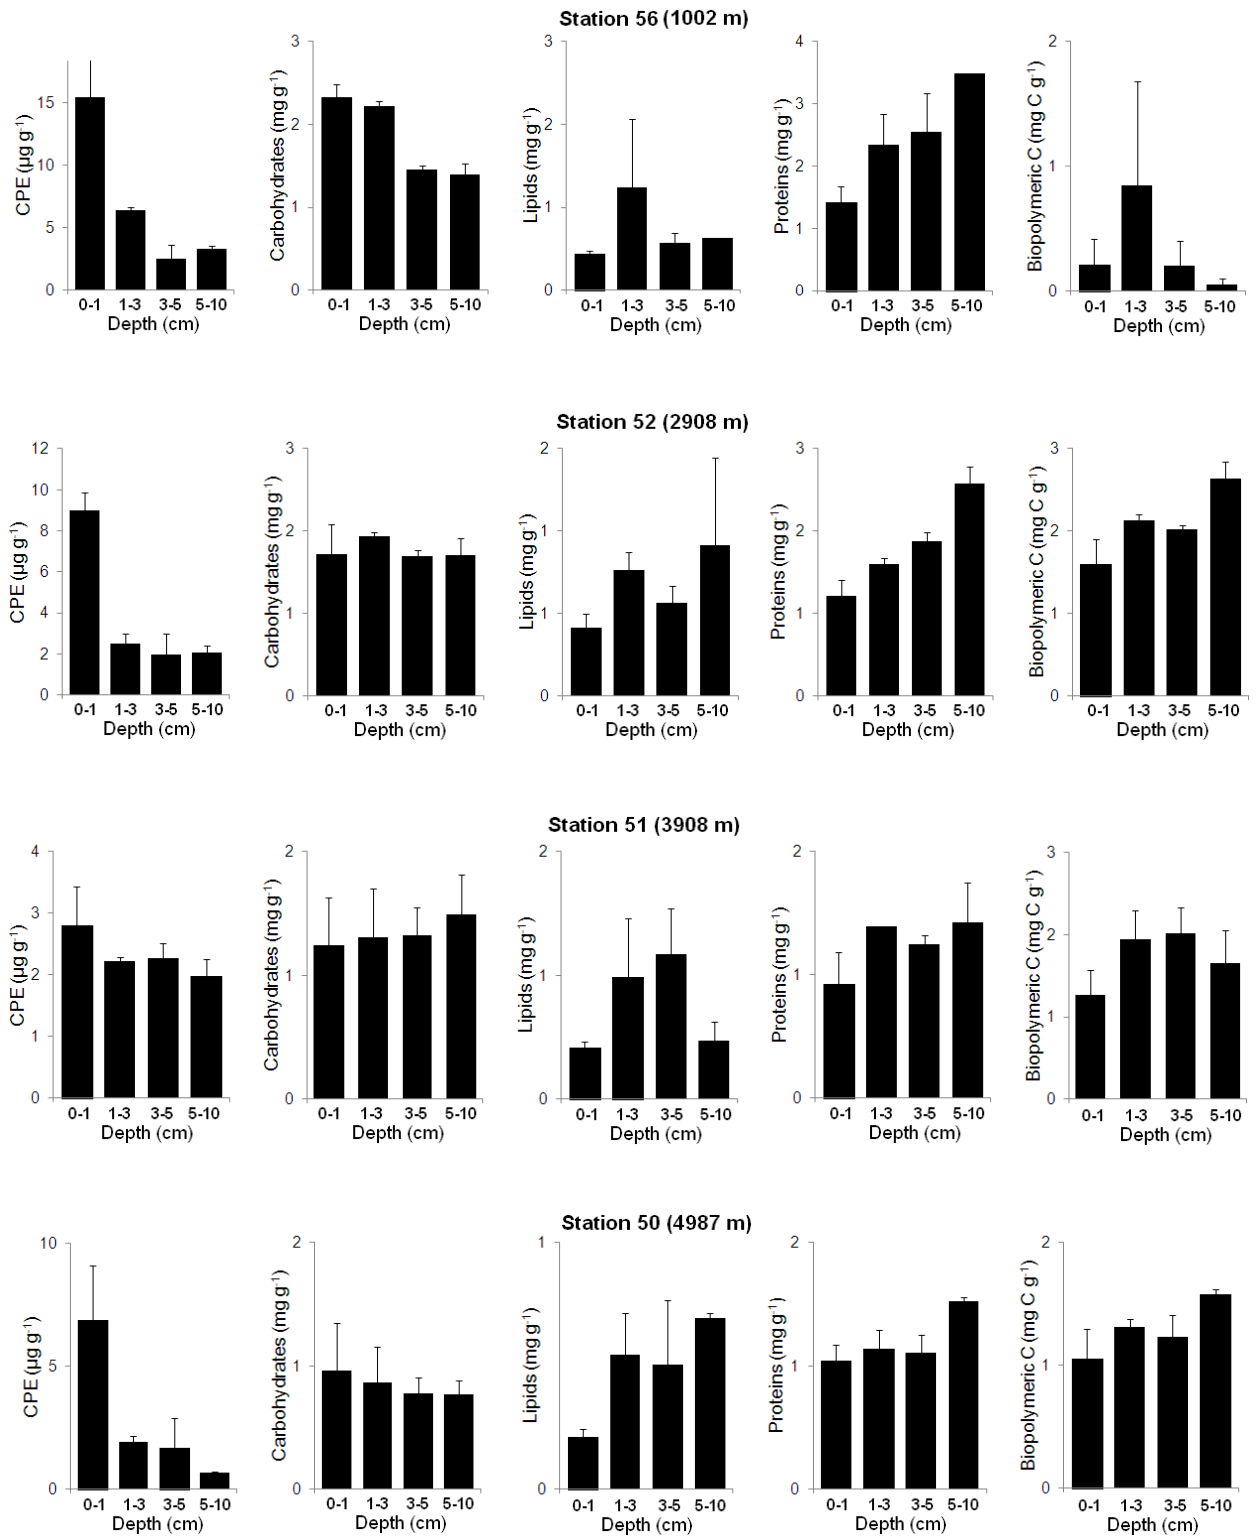 Station 56 (1002 m)
CPE (µg g-1)
15
10
5
0
0-1 1-3 3-5 5-10
Depth (cm)
Carbohydrates (mg g-1)
3
2
1
0
0-1 1-3 3-5 5-10
Depth (cm)
Lipids (mg g-1)
3
2
1
0
0-1 1-3 3-5 5-10
Depth (cm)
Proteins (mg g-1)
4
3
2
1
0
0-1 1-3 3-5 5-10
Depth (cm)
Biopolymeric C (mg C g-1)
2
1
0
0-1 1-3 3-5 5-10
Depth (cm)
Station 52 (2908 m)
CPE (µg g-1)
12
10
8
6
4
2
0
0-1 1-3 3-5 5-10
Depth (cm)
Carbohydrates (mg g-1)
3
2
1
0
0-1 1-3 3-5 5-10
Depth (cm)
Lipids (mg g-1)
2
1
1
0
0-1 1-3 3-5 5-10
Depth (cm)
Proteins (mg g-1)
3
2
1
0
0-1 1-3 3-5 5-10
Depth (cm)
Biopolymeric C (mg C g-1)
3
2
1
0
0-1 1-3 3-5 5-10
Depth (cm)
Station 51 (3908 m)
CPE (µg g-1)
4
3
2
1
0
0-1 1-3 3-5 5-10
Depth (cm)
Carbohydrates (mg g-1)
2
1
0
0-1 1-3 3-5 5-10
Depth (cm)
Lipids (mg g-1)
2
1
0
0-1 1-3 3-5 5-10
Depth (cm)
Proteins (mg g-1)
2
1
0
0-1 1-3 3-5 5-10
Depth (cm)
Biopolymeric C (mg C g-1)
3
2
1
0
0-1 1-3 3-5 5-10
Depth (cm)
Station 50 (4987 m)
CPE (µg g-1)
10
5
0
0-1 1-3 3-5 5-10
Depth (cm)
Carbohydrates (mg g-1)
2
1
0
0-1 1-3 3-5 5-10
Depth (cm)
Lipids (mg g-1)
1
0
0-1 1-3 3-5 5-10
Depth (cm)
Proteins (mg g-1)
2
1
0
0-1 1-3 3-5 5-10
Depth (cm)
Biopolymeric C (mg C g-1)
2
1
0
0-1 1-3 3-5 5-10
Depth (cm)